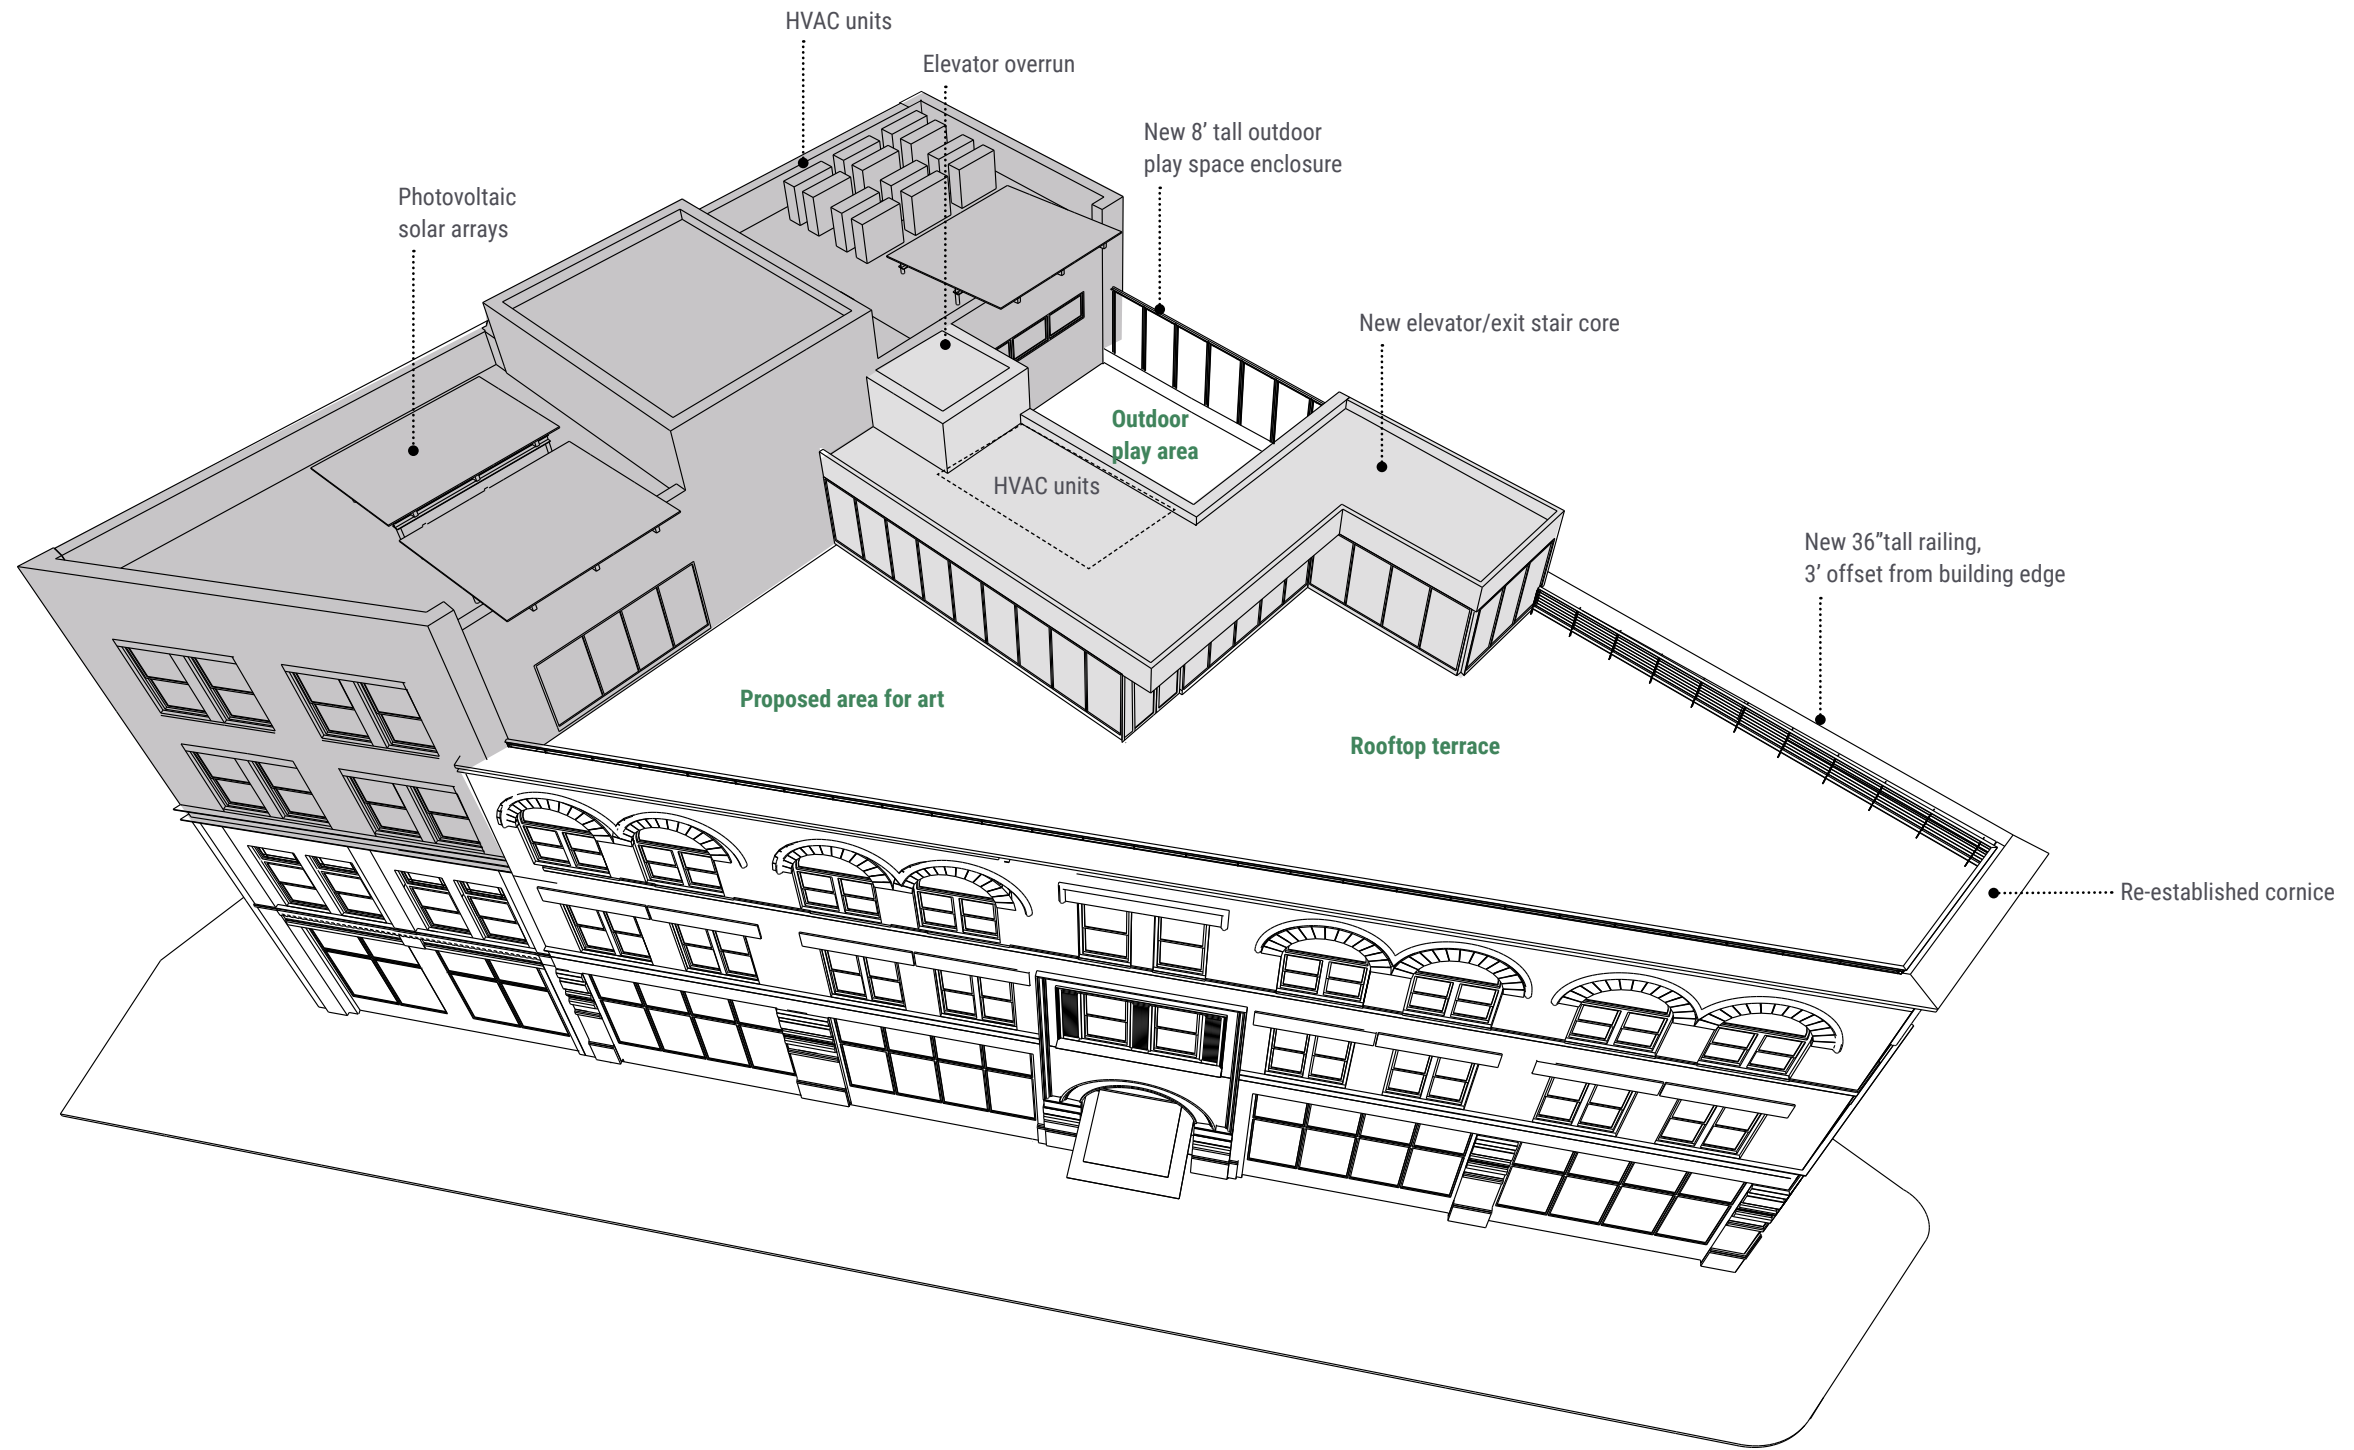 HVAC units
Elevator overrun
New 8’ tall outdoor
play space enclosure
Photovoltaic
solar arrays
New elevator/exit stair core
Outdoor
play area
HVAC units
New 36”tall railing,
3’ offset from building edge
Proposed area for art
Rooftop terrace
Re-established cornice